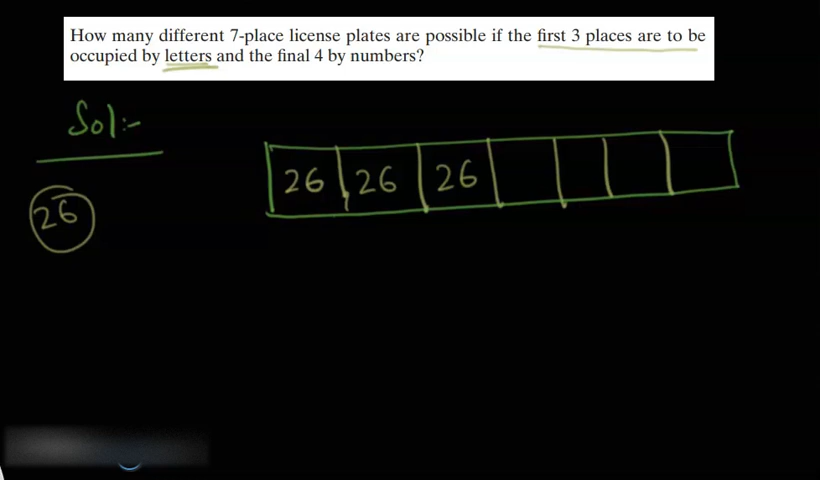 How many different 7-place license plates are possible if the first 3 places are to be
occupied by letters and the final 4 by numbers?
Sol:-
26 26 26
26